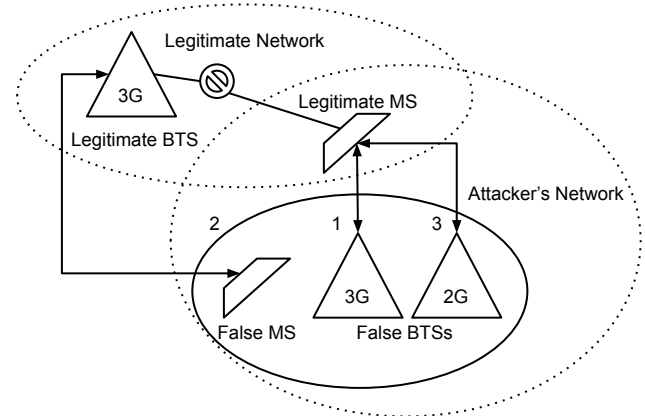 Legitimate Network
3G
Legitimate MS
Legitimate BTS
Attacker's Network
2
1
3
3G
2G
False MS
False BTSs